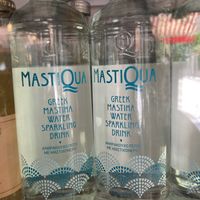 MASTIQUA
GREEK
MASTIHA
WATER
SPARKLING
DRINK
MASTIQUA
GREEK
MASTIHA
WATER
SPARKLING
DRINK